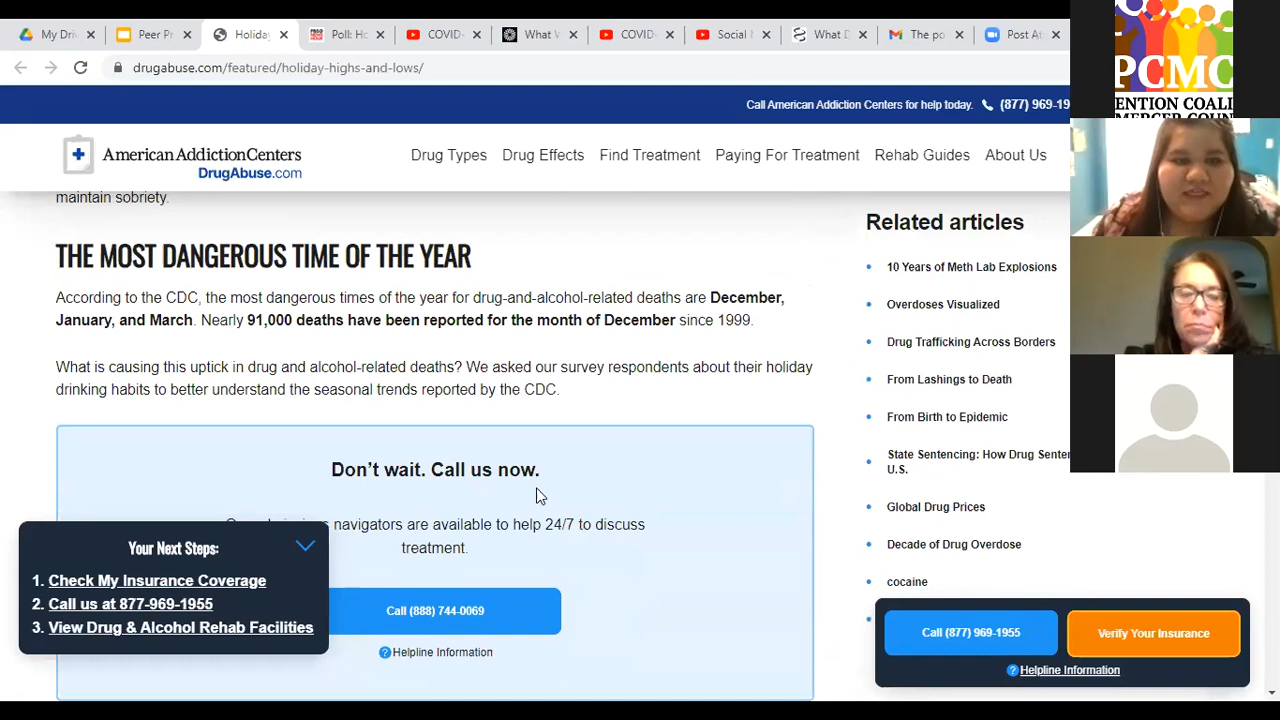 My Dri
Peer Pr
Holiday
Poll: Ho
COVID-
What W
COVID
Social M
What D
The po
Post At
drugabuse.com/featured/holiday-highs-and-lows/
Call American Addiction Centers for help today. (877) 969-19
American AddictionCenters
DrugAbuse.com
Drug Types Drug Effects Find Treatment Paying For Treatment Rehab Guides About Us
maintain sobriety.
THE MOST DANGEROUS TIME OF THE YEAR
According to the CDC, the most dangerous times of the year for drug-and-alcohol-related deaths are December,
January, and March. Nearly 91,000 deaths have been reported for the month of December since 1999.
What is causing this uptick in drug and alcohol-related deaths? We asked our survey respondents about their holiday
drinking habits to better understand the seasonal trends reported by the CDC.
Don't wait. Call us now.
navigators are available to help 24/7 to discuss
treatment.
Call (888) 744-0069
Helpline Information
Your Next Steps:
1. Check My Insurance Coverage
2. Call us at 877-969-1955
3. View Drug & Alcohol Rehab Facilities
Related articles
10 Years of Meth Lab Explosions
Overdoses Visualized
Drug Trafficking Across Borders
From Lashings to Death
From Birth to Epidemic
State Sentencing: How Drug Senten
U.S.
Global Drug Prices
Decade of Drug Overdose
cocaine
Call (877) 969-1955
Verify Your Insurance
Helpline Information
PCMC
ENTION COALI